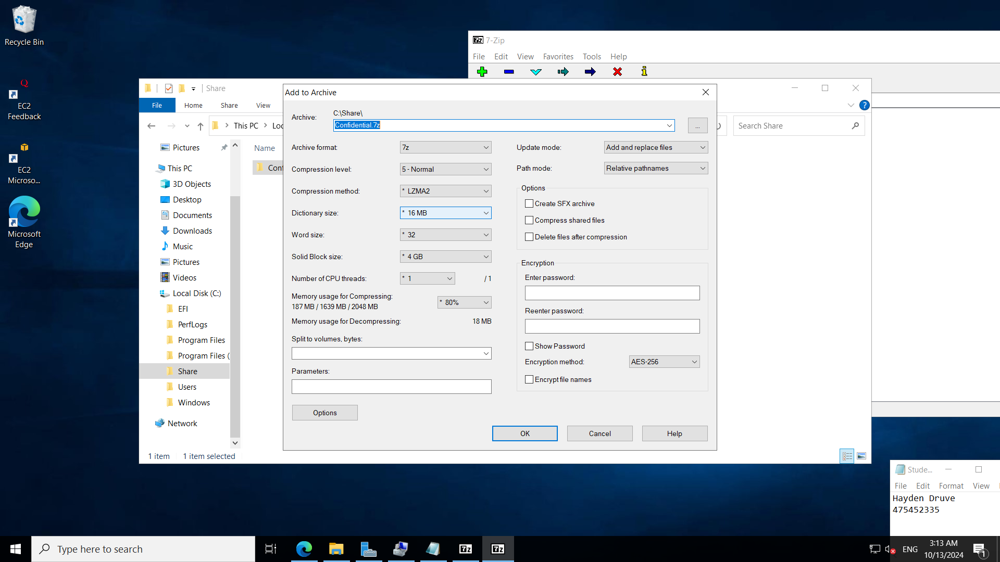 Recycle Bin
EC2
Feedback
EC2
Microso...
Microsoft
Edge
7-Zip
File Edit View Favorites Tools Help
Share
File Home Share View
This PC Loc
Search Share
Pictures
This PC
3D Objects
Desktop
Documents
Downloads
Music
Pictures
Videos
Local Disk (C:)
EFI
PerfLogs
Program Files
Program Files (
Share
Users
Windows
Network
Name
Conf
1 item 1 item selected
Add to Archive
Archive:
C:\Share\
Confidential.7z
...
Archive format: 7z
Compression level: 5 - Normal
Compression method: * LZMA2
Dictionary size: * 16 MB
Word size: * 32
Solid Block size: * 4 GB
Number of CPU threads: * 1 / 1
Memory usage for Compressing:
187 MB / 1639 MB / 2048 MB
* 80%
Memory usage for Decompressing: 18 MB
Split to volumes, bytes:
Parameters:
Options
Update mode: Add and replace files
Path mode: Relative pathnames
Options
Create SFX archive
Compress shared files
Delete files after compression
Encryption
Enter password:
Reenter password:
Show Password
Encryption method: AES-256
Encrypt file names
OK Cancel Help
Stude...
File Edit Format View
Hayden Druve
475452335
Type here to search
ENG
3:13 AM
10/13/2024
1